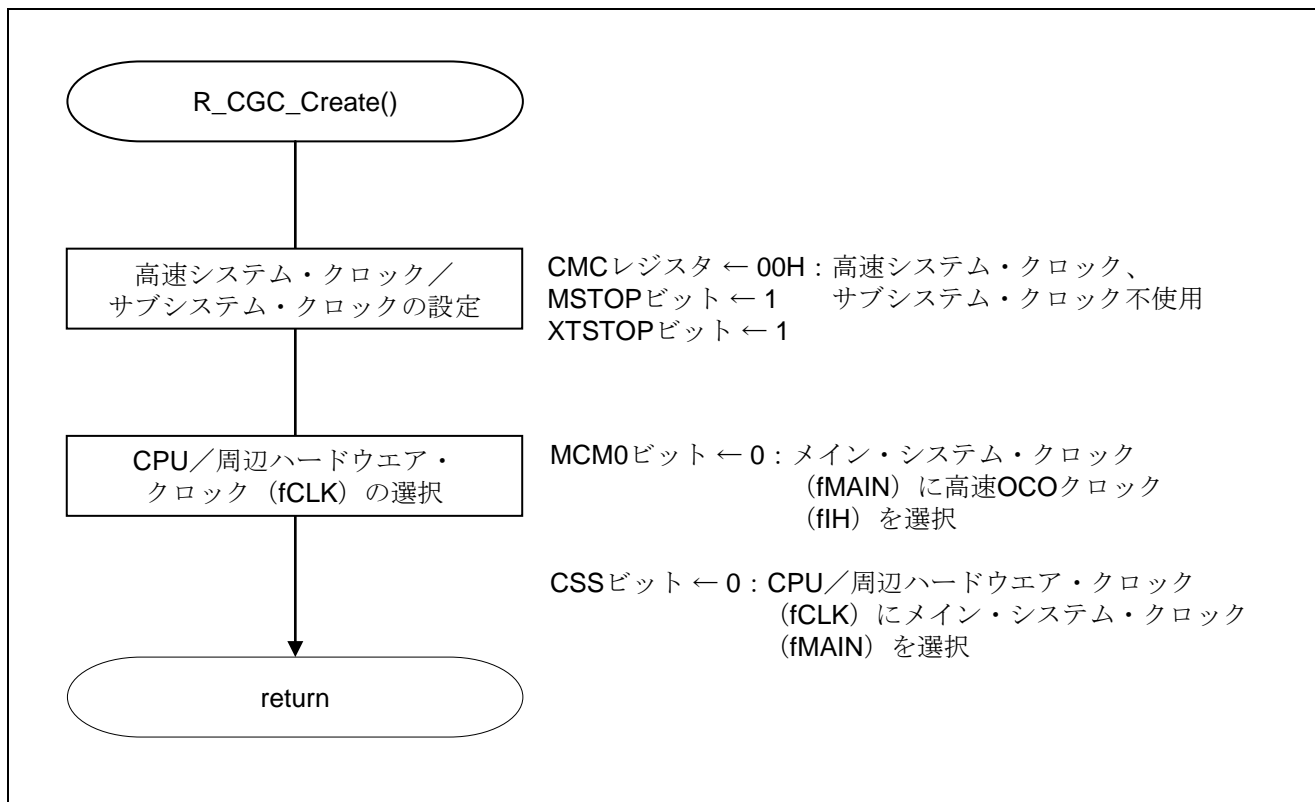 R_CGC_Create()
高速システム・クロック／
サブシステム・クロックの設定
CMCレジスタ ← 00H：高速システム・クロック、
MSTOPビット ← 1 サブシステム・クロック不使用
XTSTOPビット ← 1
CPU／周辺ハードウエア・
クロック（fCLK）の選択
MCM0ビット ← 0：メイン・システム・クロック
（fMAIN）に高速OCOクロック
（fIH）を選択
CSSビット ← 0：CPU／周辺ハードウエア・クロック
（fCLK）にメイン・システム・クロック
（fMAIN）を選択
return